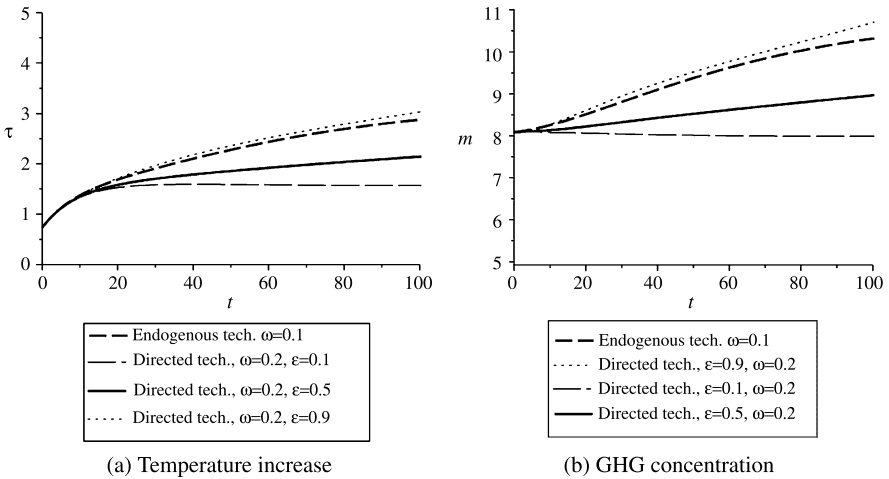 5
4
3
τ
2
1
0
0 20 40 60 80 100
t
Endogenous tech. ω=0.1
Directed tech., ω=0.2, ε=0.1
Directed tech., ω=0.2, ε=0.5
Directed tech., ω=0.2, ε=0.9
(a) Temperature increase
11
10
9
8
m
7
6
5
0 20 40 60 80 100
t
Endogenous tech. ω=0.1
Directed tech., ε=0.9, ω=0.2
Directed tech., ε=0.1, ω=0.2
Directed tech., ε=0.5, ω=0.2
(b) GHG concentration